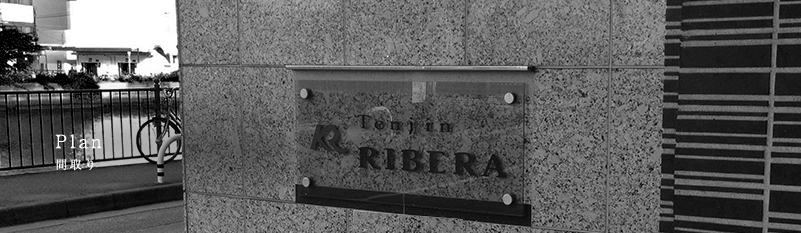 Plan
間取り
Tenjin
R RIBERA